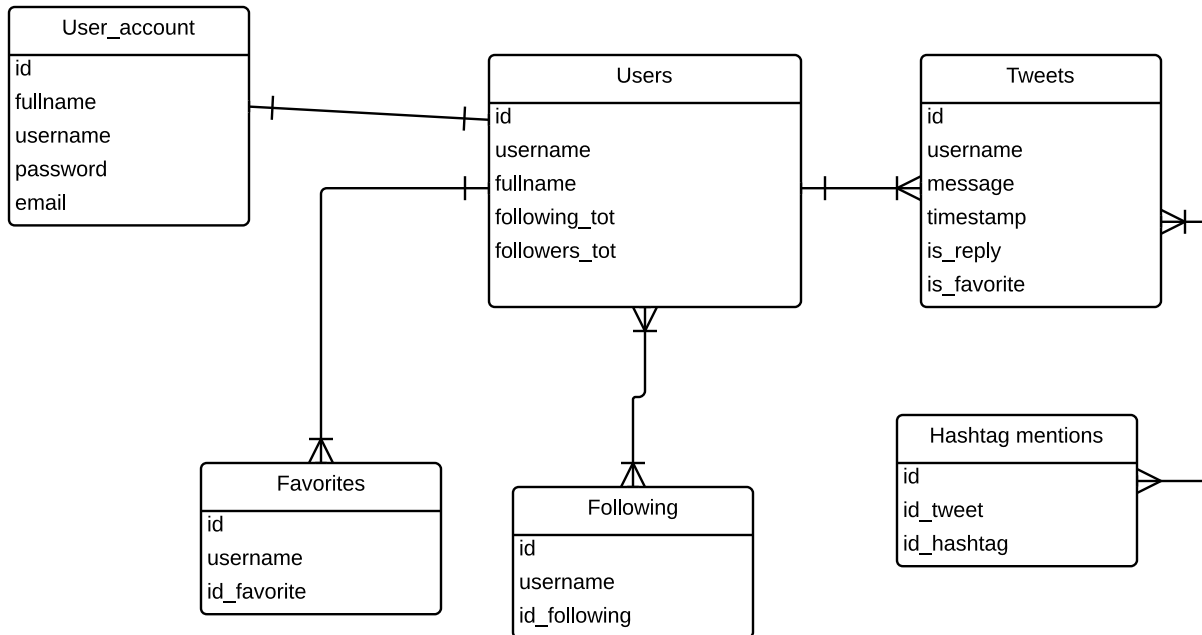 User_account
id
fullname
username
password
email
Users
id
username
fullname
following_tot
followers_tot
Tweets
id
username
message
timestamp
is_reply
is_favorite
Favorites
id
username
id_favorite
Following
id
username
id_following
Hashtag mentions
id
id_tweet
id_hashtag